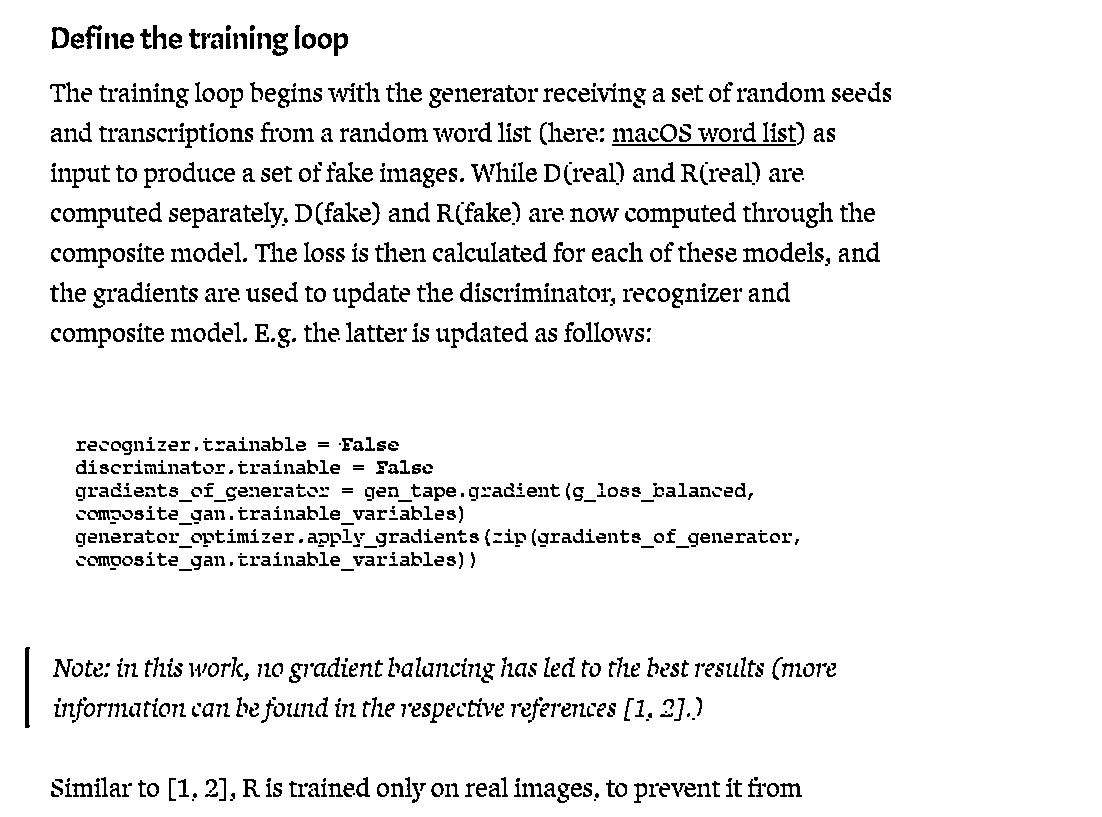 Define the training loop
The training loop begins with the generator receiving a set of random seeds
and transcriptions from a random word list (here: macOS word list) as
input to produce a set of fake images. While D(real) and R(real) are
computed separately, D(fake) and R(fake) are now computed through the
composite model. The loss is then calculated for each of these models, and
the gradients are used to update the discriminator, recognizer and
composite model. E.g. the latter is updated as follows:
recognizer.trainable = False
discriminator.trainable = False
gradients_of_generator = gen_tape.gradient(g_loss_balanced,
composite_gan.trainable_variables)
generator_optimizer.apply_gradients(zip(gradients_of_generator,
composite_gan.trainable_variables))
Note: in this work, no gradient balancing has led to the best results (more
information can be found in the respective references [1, 2].)
Similar to [1, 2], R is trained only on real images, to prevent it from